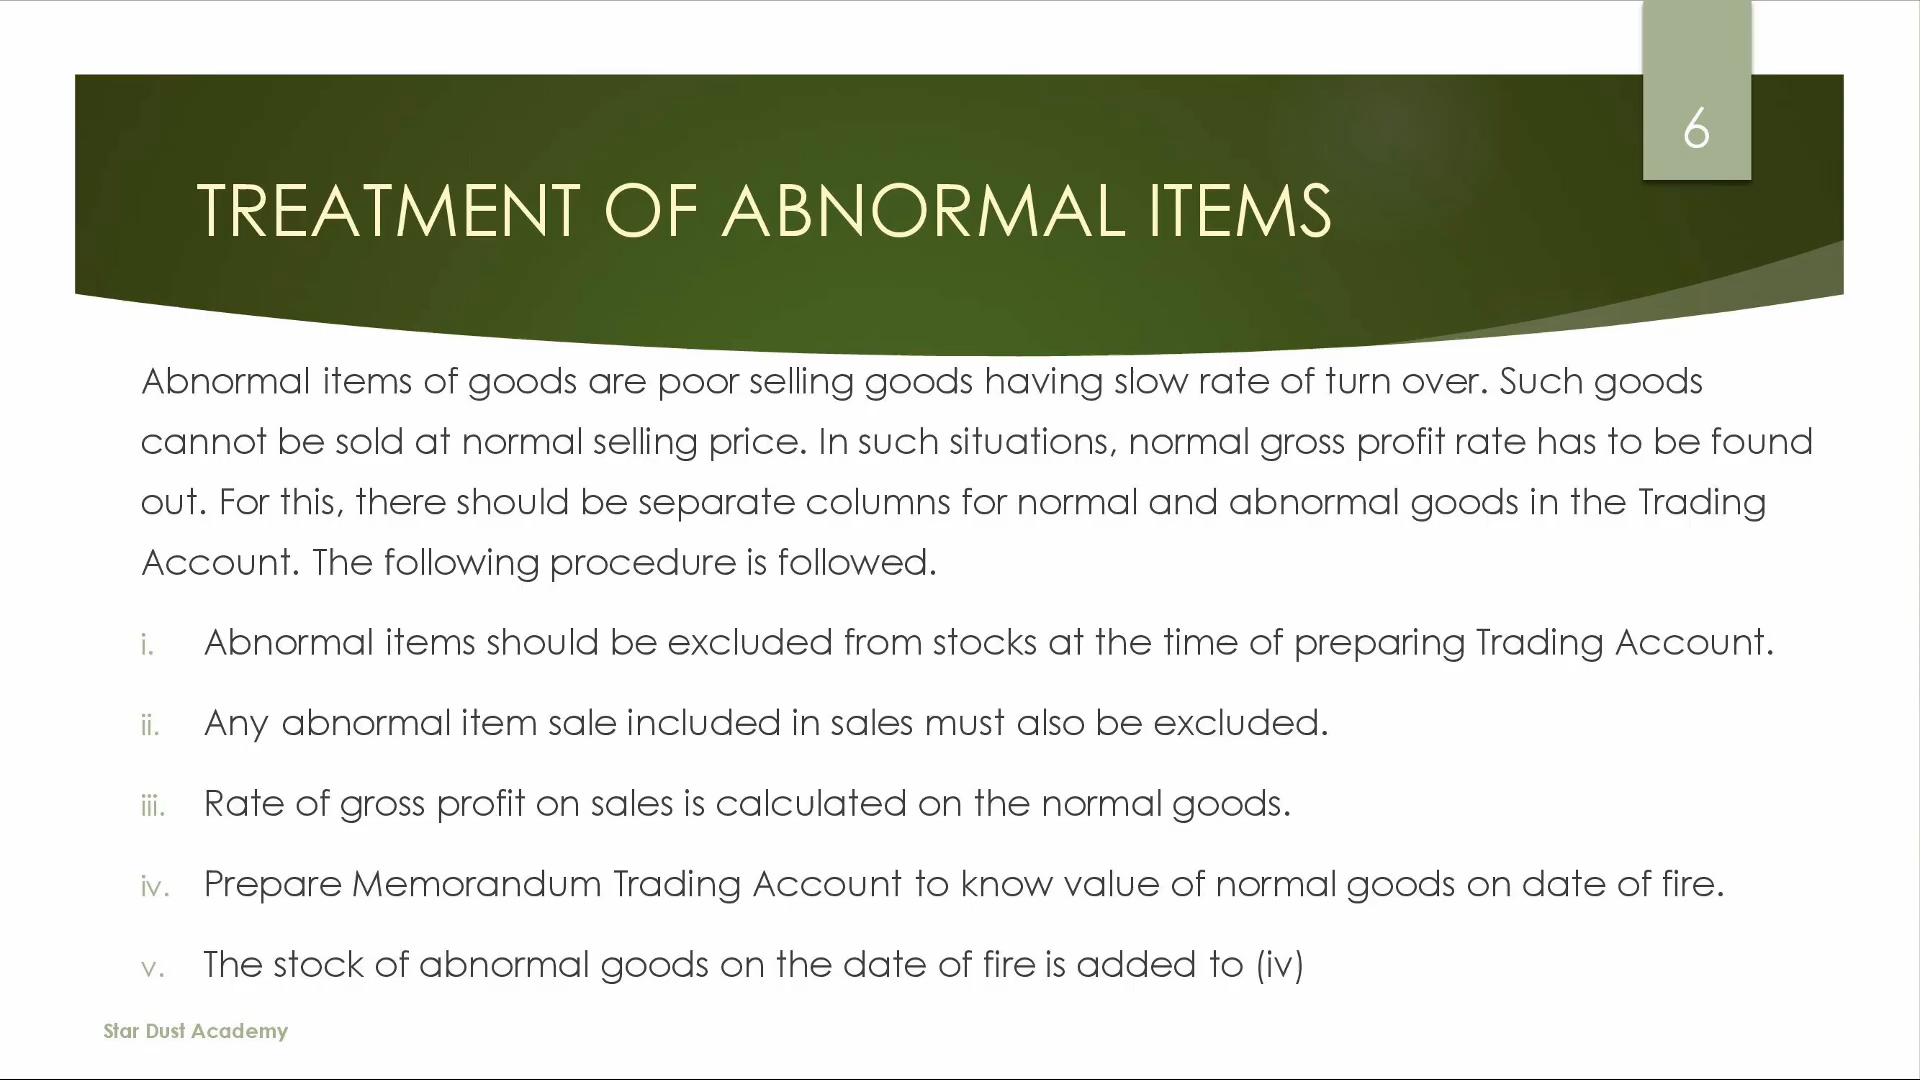 6
TREATMENT OF ABNORMAL ITEMS
Abnormal items of goods are poor selling goods having slow rate of turn over. Such goods
cannot be sold at normal selling price. In such situations, normal gross profit rate has to be found
out. For this, there should be separate columns for normal and abnormal goods in the Trading
Account. The following procedure is followed.
i. Abnormal items should be excluded from stocks at the time of preparing Trading Account.
ii. Any abnormal item sale included in sales must also be excluded.
iii. Rate of gross profit on sales is calculated on the normal goods.
iv. Prepare Memorandum Trading Account to know value of normal goods on date of fire.
v. The stock of abnormal goods on the date of fire is added to (iv)
Star Dust Academy